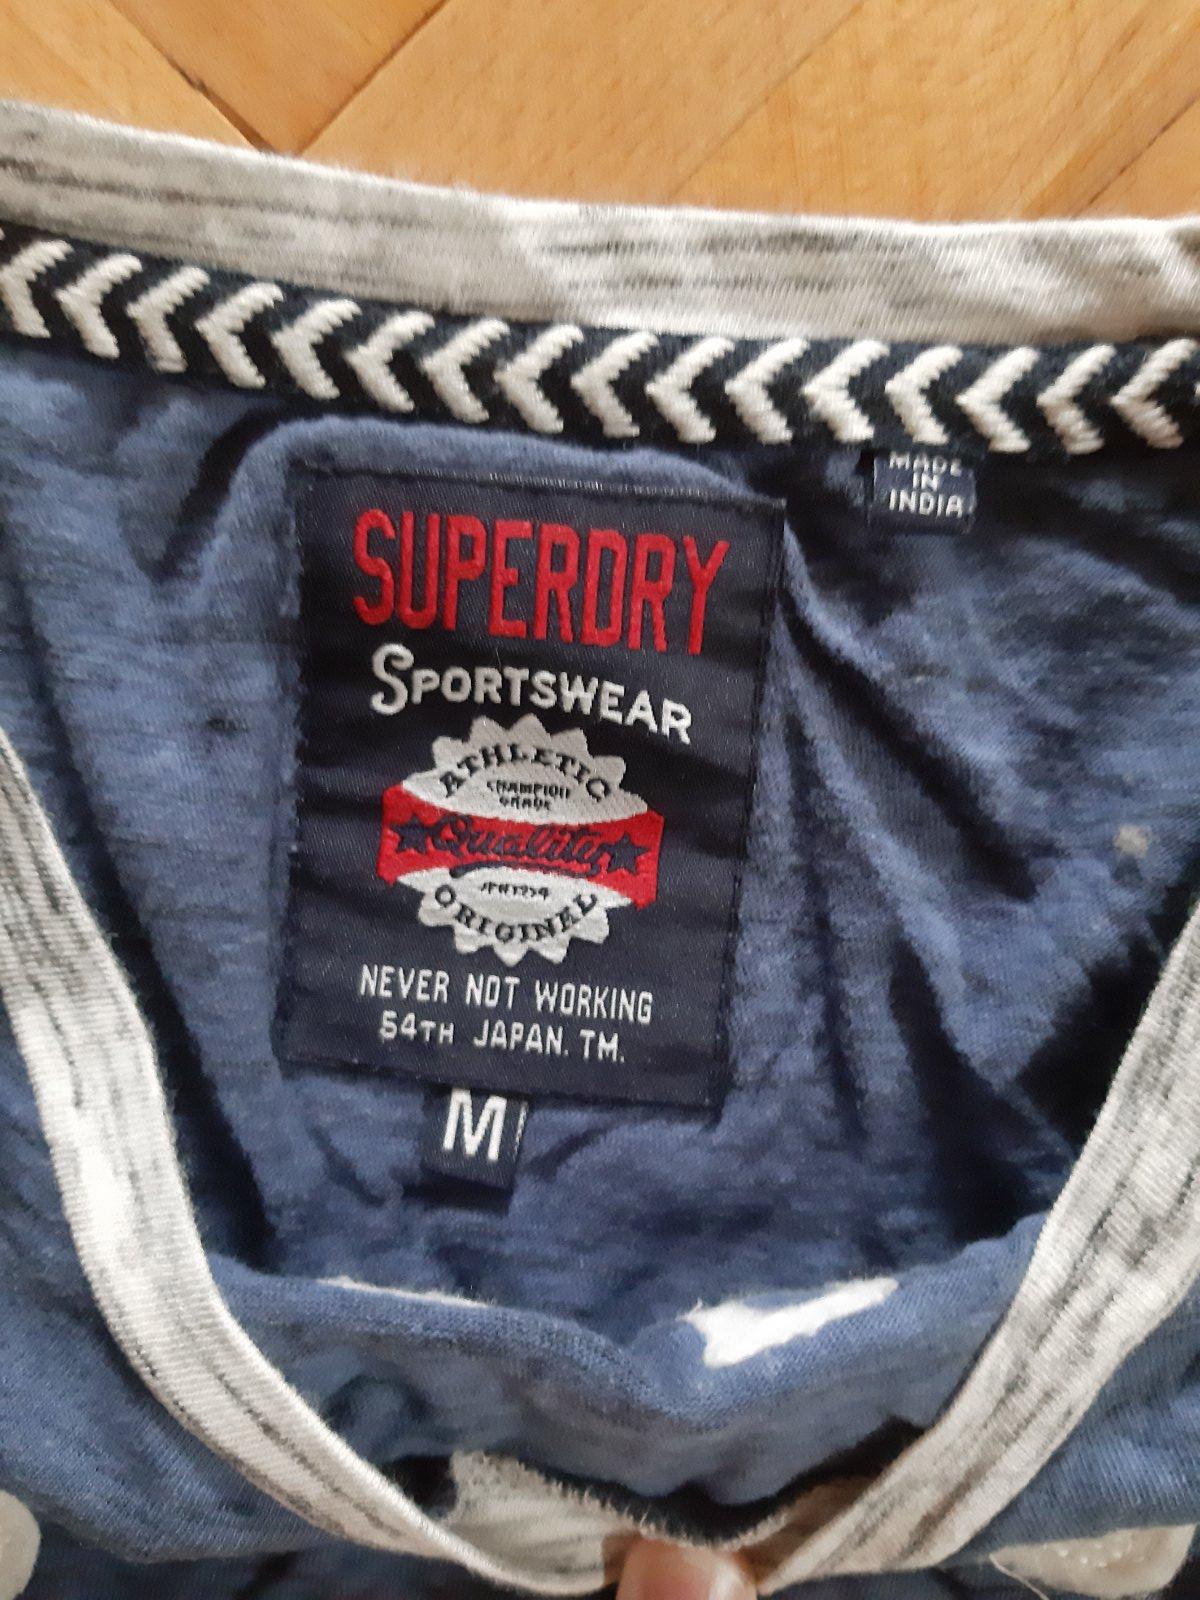 MADE
IN
INDIA
SUPERDRY
SPORTSWEAR
ATHLETIC
CHAMPION
GRADE
Quality
ORIGINAL
NEVER NOT WORKING
54TH JAPAN. TM.
M